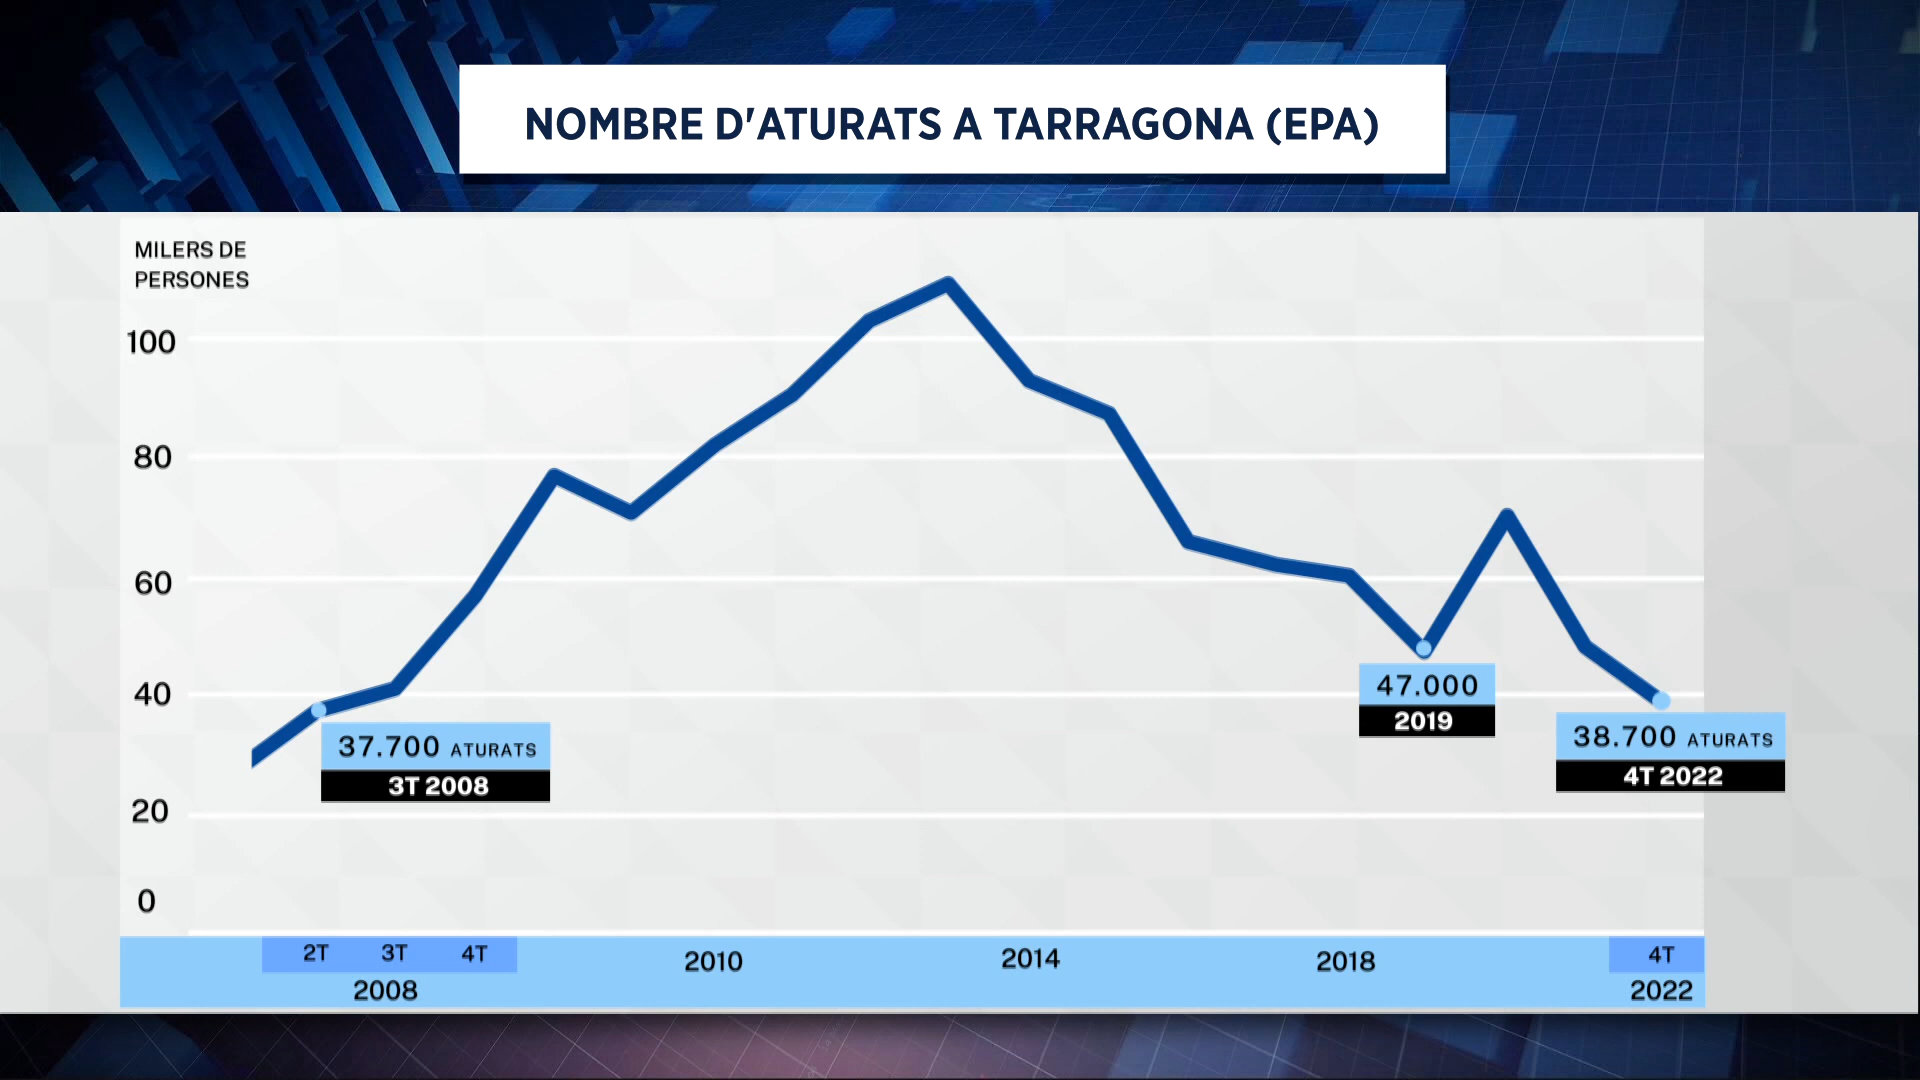 NOMBRE D'ATURATS A TARRAGONA (EPA)
MILERS DE
PERSONES
100
80
60
40
20
0
37.700 ATURATS
3T 2008
47.000
2019
38.700 ATURATS
4T 2022
2T 3T 4T
2008
2010
2014
2018
4T
2022